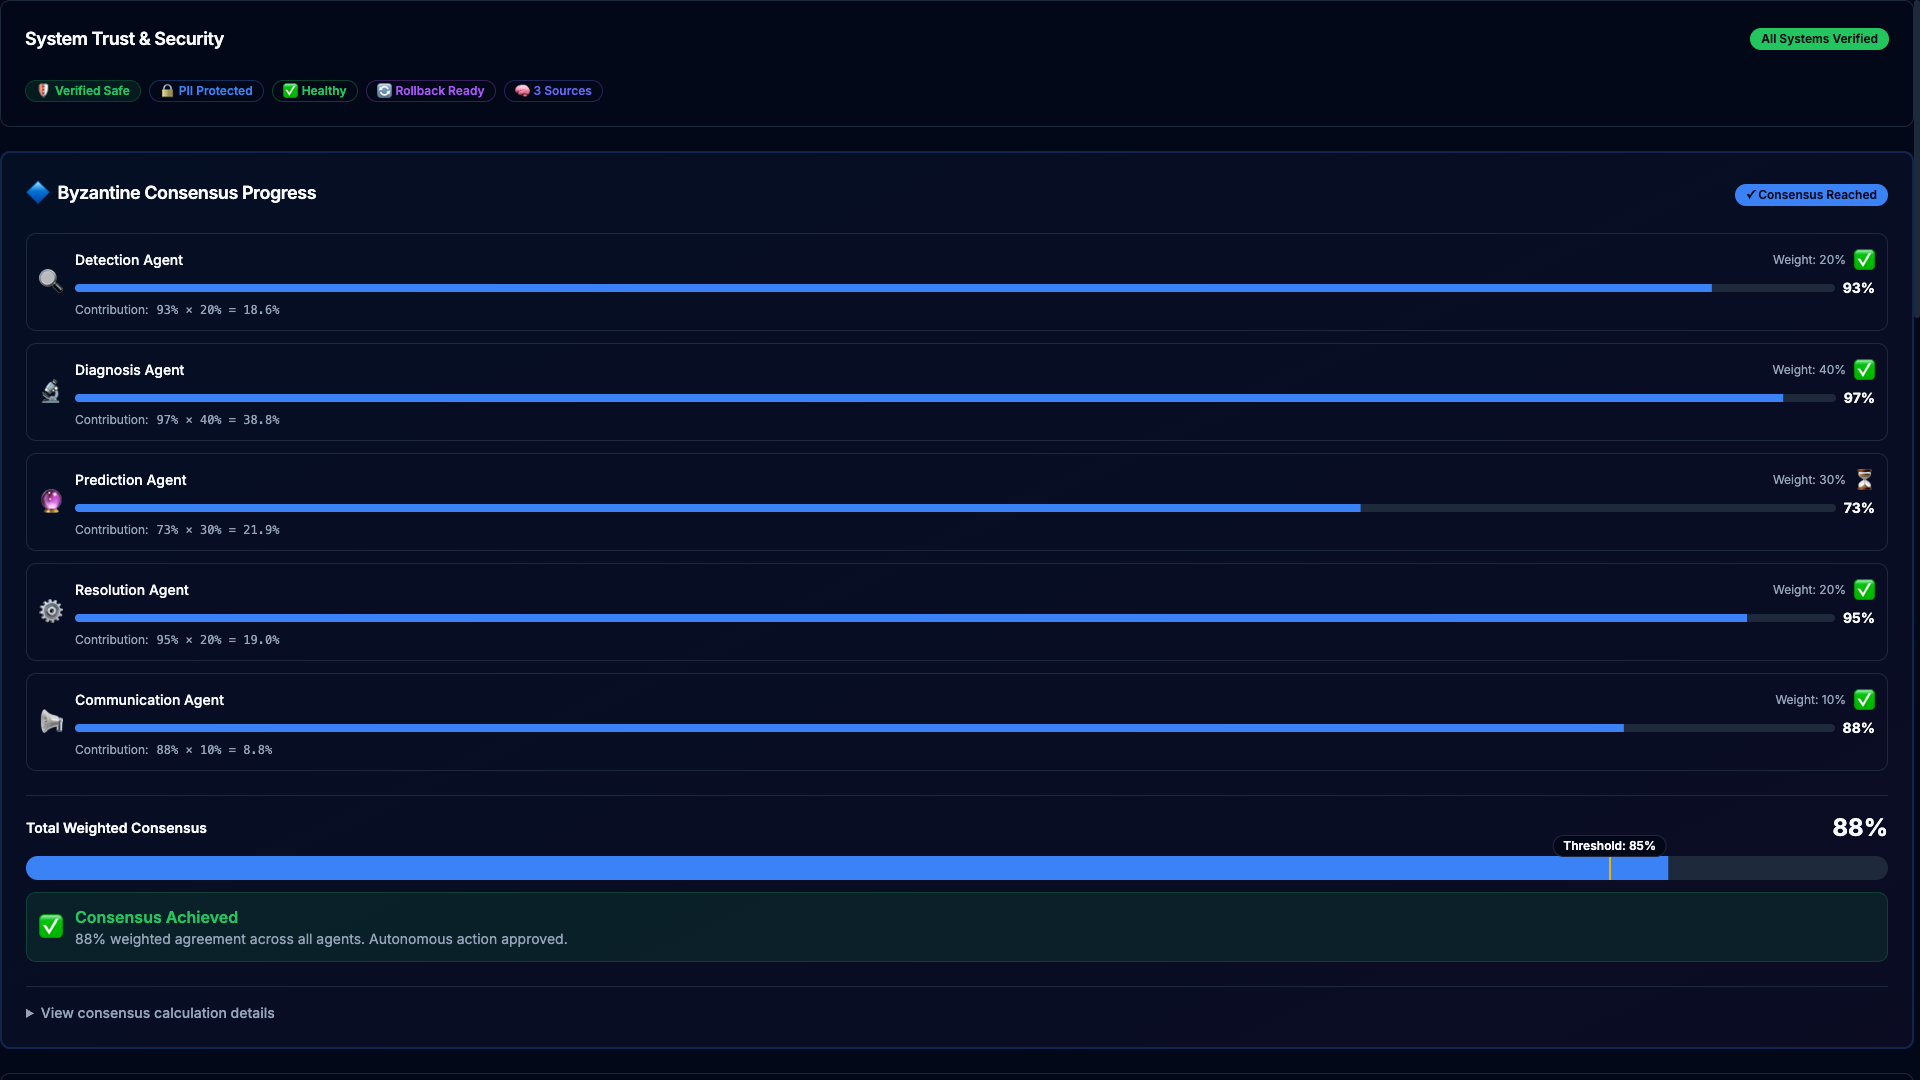 System Trust & Security
All Systems Verified
Verified Safe
PII Protected
Healthy
Rollback Ready
3 Sources
Byzantine Consensus Progress
✓ Consensus Reached
Detection Agent
Weight: 20%
93%
Contribution: 93% × 20% = 18.6%
Diagnosis Agent
Weight: 40%
97%
Contribution: 97% × 40% = 38.8%
Prediction Agent
Weight: 30%
73%
Contribution: 73% × 30% = 21.9%
Resolution Agent
Weight: 20%
95%
Contribution: 95% × 20% = 19.0%
Communication Agent
Weight: 10%
88%
Contribution: 88% × 10% = 8.8%
Total Weighted Consensus
88%
Threshold: 85%
Consensus Achieved
88% weighted agreement across all agents. Autonomous action approved.
View consensus calculation details